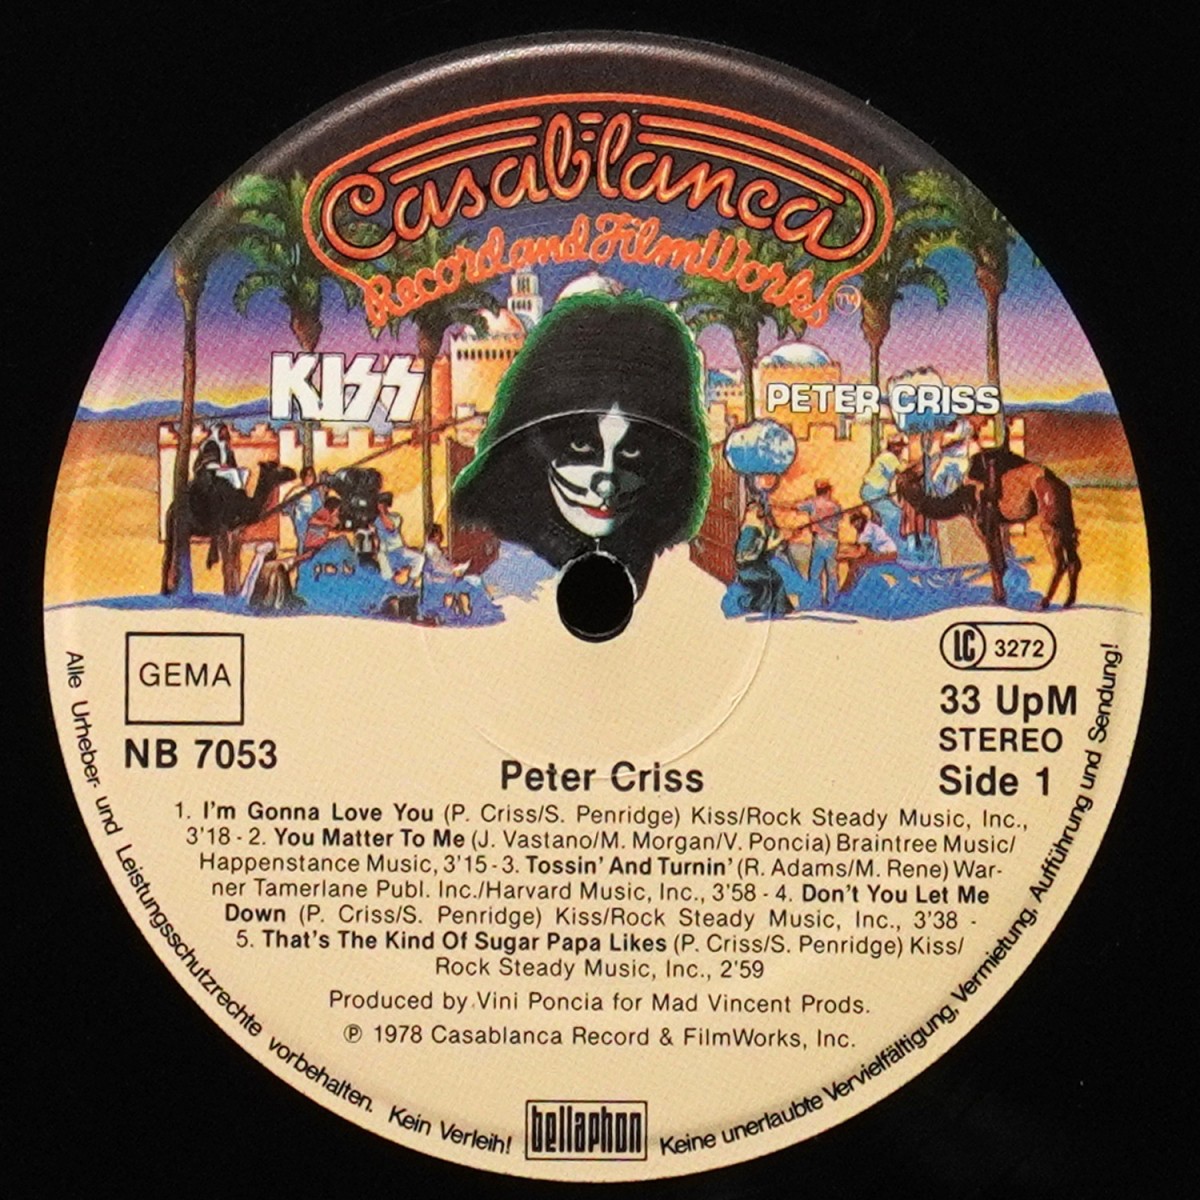 Casablanca
Record and FilmWorks TM
KISS
PETER CRISS
GEMA
LC 3272
NB 7053
33 UpM
STEREO
Side 1
Peter Criss
1. I'm Gonna Love You (P. Criss/S. Penridge) Kiss/Rock Steady Music, Inc.,
3'18 - 2. You Matter To Me (J. Vastano/M. Morgan/V. Poncia) Braintree Music/
Happenstance Music, 3'15 - 3. Tossin' And Turnin' (R. Adams/M. Rene) War-
ner Tamerlane Publ. Inc./Harvard Music, Inc., 3'58 - 4. Don't You Let Me
Down (P. Criss/S. Penridge) Kiss/Rock Steady Music, Inc., 3'38 -
5. That's The Kind Of Sugar Papa Likes (P. Criss/S. Penridge) Kiss/
Rock Steady Music, Inc., 2'59
Produced by Vini Poncia for Mad Vincent Prods.
℗ 1978 Casablanca Record & FilmWorks, Inc.
Alle Urheber- und Leistungsschutzrechte vorbehalten. Kein Verleih! Keine unerlaubte Vervielfältigung, Vermietung, Aufführung und Sendung!
bellaphon